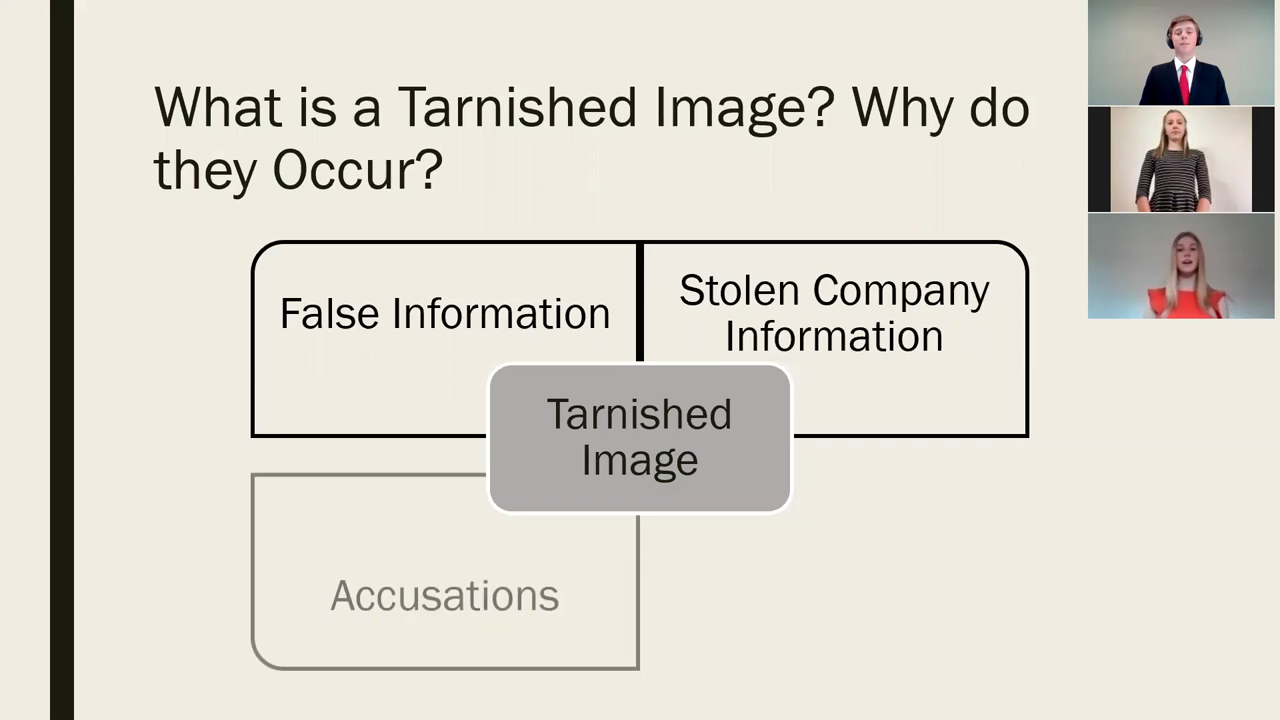 What is a Tarnished Image? Why do
they Occur?
False Information
Stolen Company
Information
Tarnished
Image
Accusations